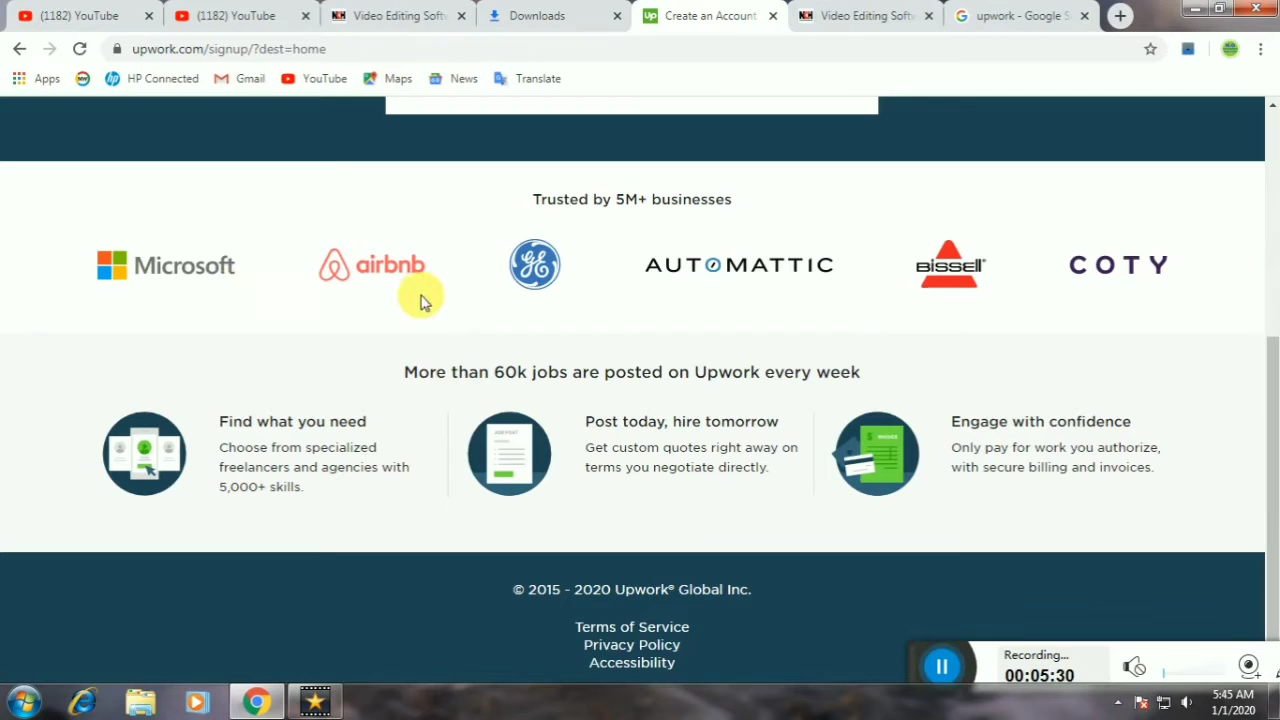 (1182) YouTube
(1182) YouTube
NCH
Video Editing Softw
Downloads
Up
Create an Account
NCH
Video Editing Softw
upwork - Google S
upwork.com/signup/?dest=home
Apps
HP Connected
Gmail
YouTube
Maps
News
Translate
Trusted by 5M+ businesses
Microsoft
airbnb
GE
AUTOMATTIC
BISSELL
COTY
More than 60k jobs are posted on Upwork every week
Find what you need
Choose from specialized
freelancers and agencies with
5,000+ skills.
Post today, hire tomorrow
Get custom quotes right away on
terms you negotiate directly.
Engage with confidence
Only pay for work you authorize,
with secure billing and invoices.
© 2015 - 2020 Upwork® Global Inc.
Terms of Service
Privacy Policy
Accessibility
Recording...
00:05:30
5:45 AM
1/1/2020